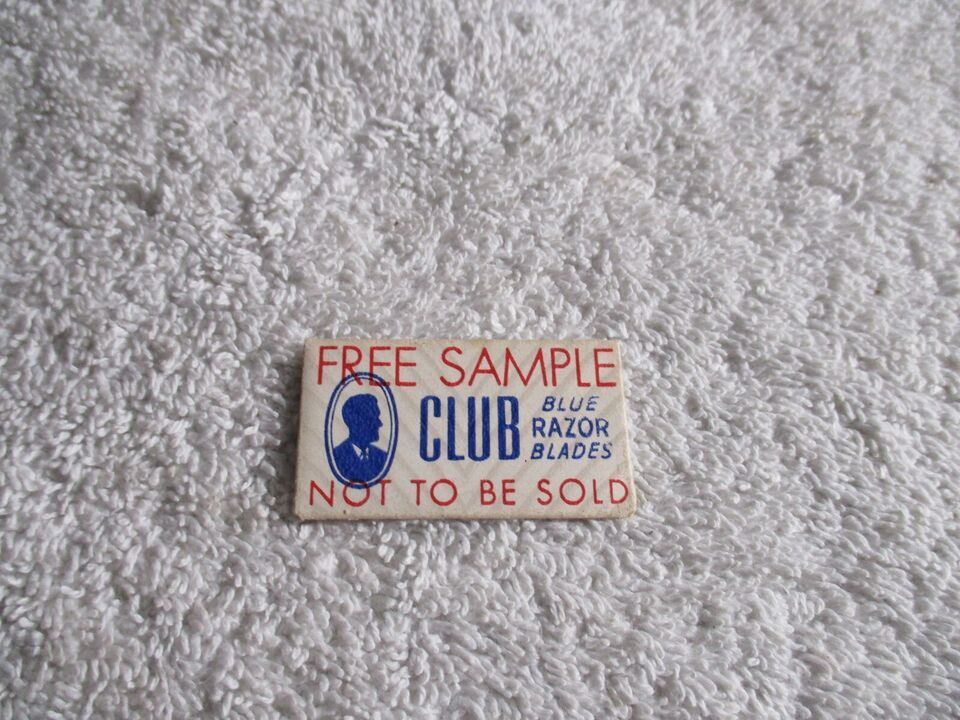 FREE SAMPLE
CLUB
BLUE
RAZOR
BLADES
NOT TO BE SOLD